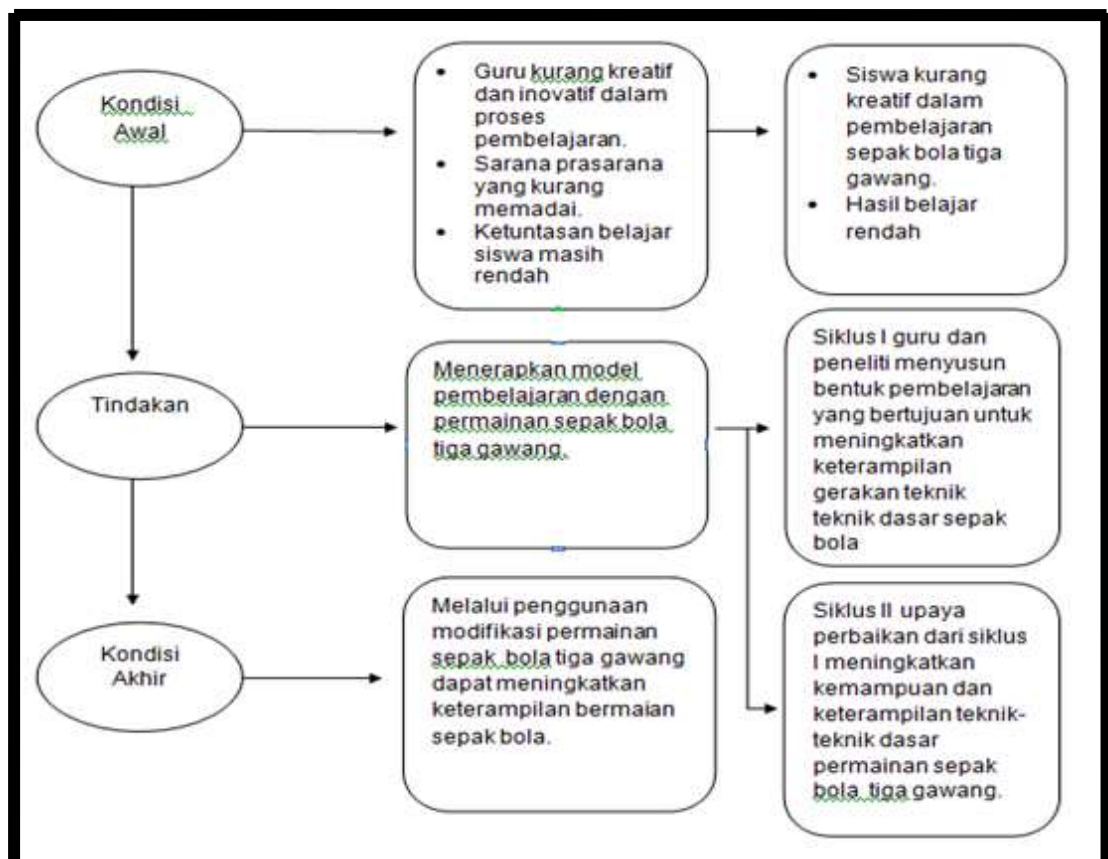 Kondisi
Awal
• Guru kurang kreatif
dan inovatif dalam
proses
pembelajaran.
• Sarana prasarana
yang kurang
memadai.
• Ketuntasan belajar
siswa masih
rendah
• Siswa kurang
kreatif dalam
pembelajaran
sepak bola tiga
gawang.
• Hasil belajar
rendah
Tindakan
Menerapkan model
pembelajaran dengan
permainan sepak bola
tiga gawang.
Siklus I guru dan
peneliti menyusun
bentuk pembelajaran
yang bertujuan untuk
meningkatkan
keterampilan
gerakan teknik
teknik dasar sepak
bola
Kondisi
Akhir
Melalui penggunaan
modifikasi permainan
sepak bola tiga gawang
dapat meningkatkan
keterampilan bermaian
sepak bola.
Siklus II upaya
perbaikan dari siklus
I meningkatkan
kemampuan dan
keterampilan teknik-
teknik dasar
permainan sepak
bola tiga gawang.